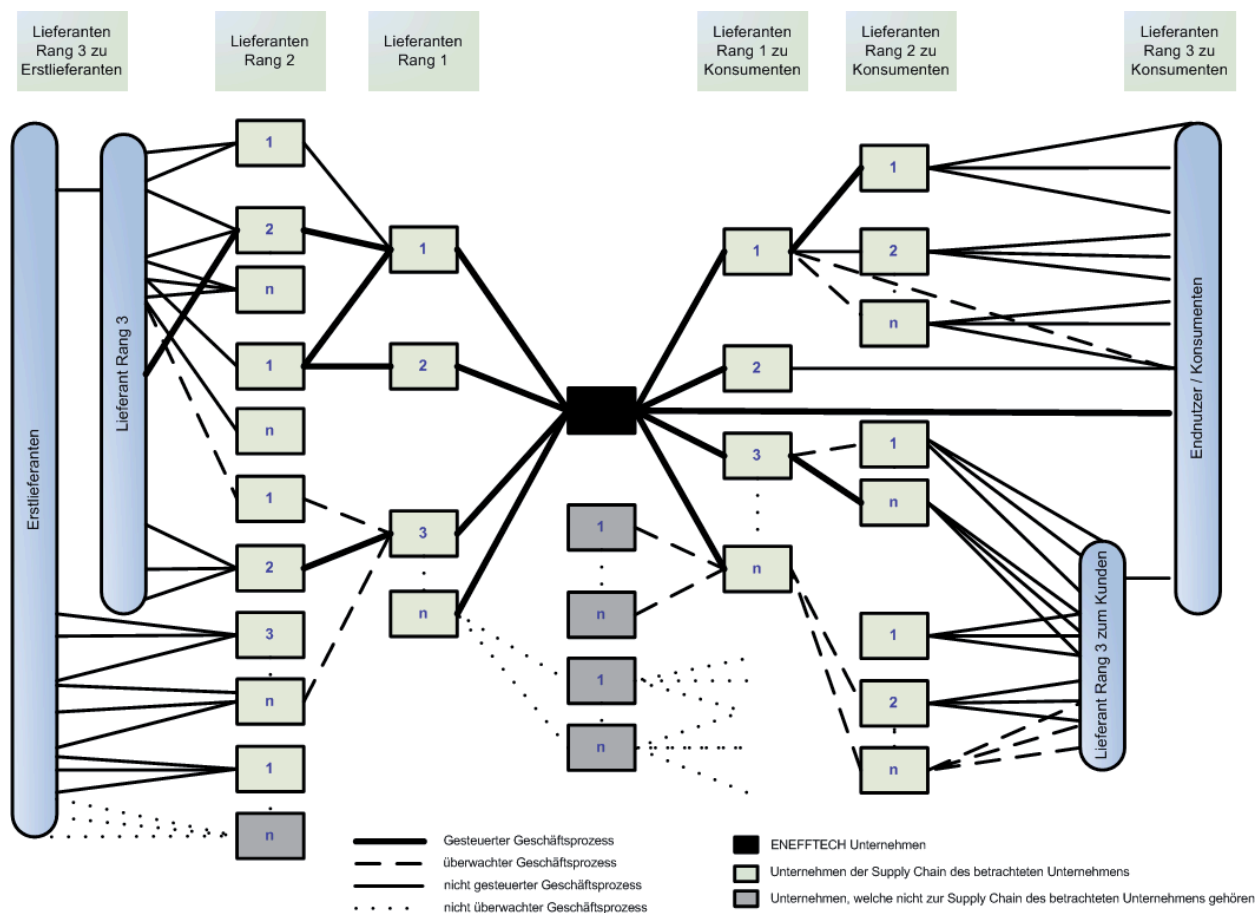 Lieferanten
Rang 3 zu
Erstlieferanten
Lieferanten
Rang 2
Lieferanten
Rang 1
Lieferanten
Rang 1 zu
Konsumenten
Lieferanten
Rang 2 zu
Konsumenten
Lieferanten
Rang 3 zu
Konsumenten
Erstlieferanten
Lieferant Rang 3
1
2
n
1
n
1
2
3
n
1
n
1
2
3
n
1
n
1
n
1
2
3
n
1
2
n
1
n
1
2
n
Lieferant Rang 3 zum Kunden
Endnutzer / Konsumenten
Gesteuerter Geschäftsprozess
überwachter Geschäftsprozess
nicht gesteuerter Geschäftsprozess
nicht überwachter Geschäftsprozess
ENEFFTECH Unternehmen
Unternehmen der Supply Chain des betrachteten Unternehmens
Unternehmen, welche nicht zur Supply Chain des betrachteten Unternehmens gehören